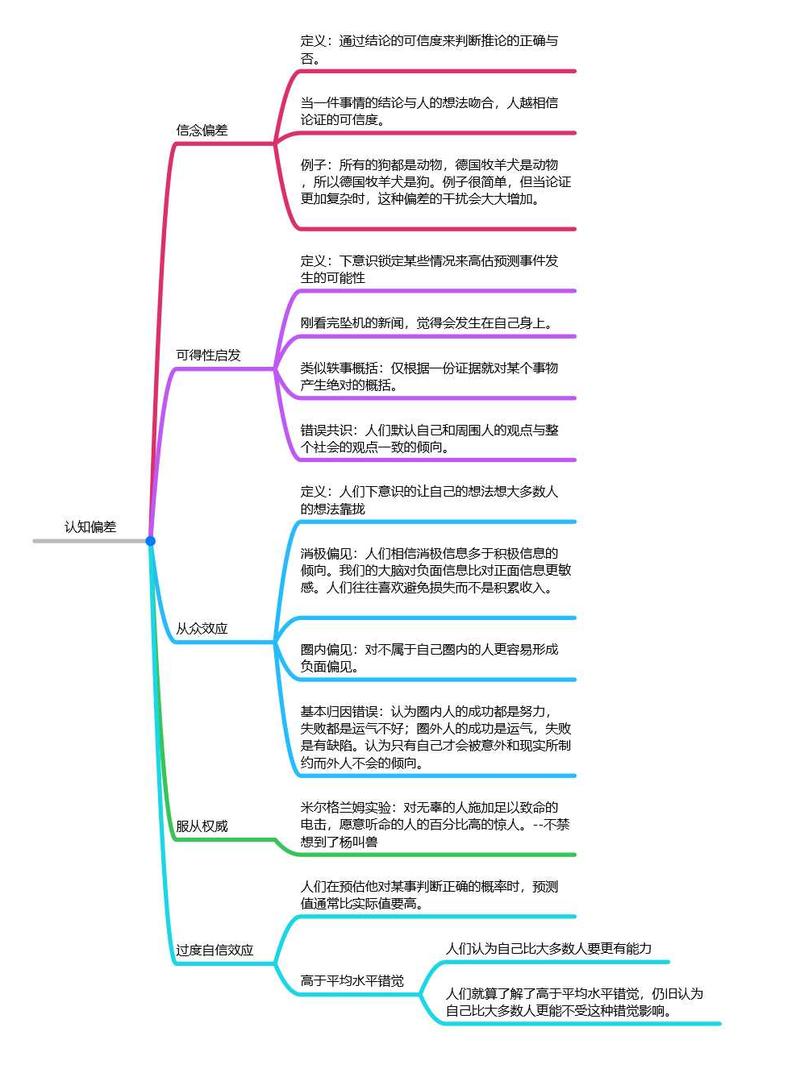 定义：通过结论的可信度来判断推论的正确与
否。
当一件事情的结论与人的想法吻合，人越相信
论证的可信度。
信念偏差
例子：所有的狗都是动物，德国牧羊犬是动物
，所以德国牧羊犬是狗。例子很简单，但当论证
更加复杂时，这种偏差的干扰会大大增加。
定义：下意识锁定某些情况来高估预测事件发
生的可能性
刚看完坠机的新闻，觉得会发生在自己身上。
可得性启发
类似轶事概括：仅根据一份证据就对某个事物
产生绝对的概括。
错误共识：人们默认自己和周围人的观点与整
个社会的观点一致的倾向。
认知偏差
定义：人们下意识的让自己的想法想大多数人
的想法靠拢
消极偏见：人们相信消极信息多于积极信息的
倾向。我们的大脑对负面信息比对正面信息更敏
感。人们往往喜欢避免损失而不是积累收入。
从众效应
圈内偏见：对不属于自己圈内的人更容易形成
负面偏见。
基本归因错误：认为圈内人的成功都是努力，
失败都是运气不好；圈外人的成功是运气，失败
是有缺陷。认为只有自己才会被意外和现实所制
约而外人不会的倾向。
服从权威
米尔格兰姆实验：对无辜的人施加足以致命的
电击，愿意听命的人的百分比高的惊人。--不禁
想到了杨叫兽
人们在预估他对某事判断正确的概率时，预测
值通常比实际值要高。
过度自信效应
高于平均水平错觉
人们认为自己比大多数人要更有能力
人们就算了解了高于平均水平错觉，仍旧认为
自己比大多数人更能不受这种错觉影响。